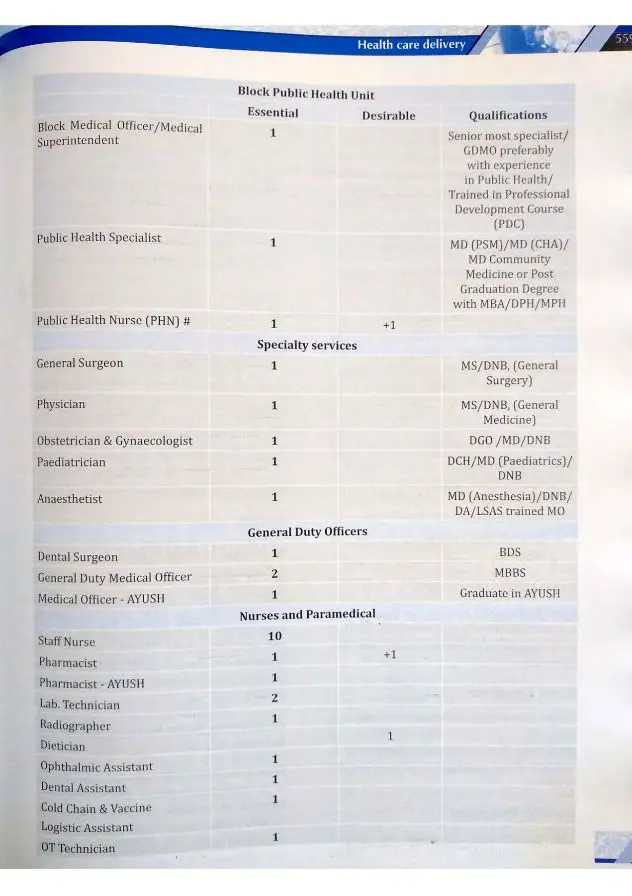 Health care delivery 559
Block Public Health Unit
Essential Desirable Qualifications
Block Medical Officer/Medical 1 Senior most specialist/
Superintendent GDMO preferably
with experience
in Public Health/
Trained in Professional
Development Course
(PDC)
Public Health Specialist 1 MD (PSM)/MD (CHA)/
MD Community
Medicine or Post
Graduation Degree
with MBA/DPH/MPH
Public Health Nurse (PHN) # 1 +1
Specialty services
General Surgeon 1 MS/DNB, (General
Surgery)
Physician 1 MS/DNB, (General
Medicine)
Obstetrician & Gynaecologist 1 DGO /MD/DNB
Paediatrician 1 DCH/MD (Paediatrics)/
DNB
Anaesthetist 1 MD (Anesthesia)/DNB/
DA/LSAS trained MO
General Duty Officers
Dental Surgeon 1 BDS
General Duty Medical Officer 2 MBBS
Medical Officer - AYUSH 1 Graduate in AYUSH
Nurses and Paramedical
Staff Nurse 10
Pharmacist 1 +1
Pharmacist - AYUSH 1
Lab. Technician 2
Radiographer 1
Dietician 1
Ophthalmic Assistant 1
Dental Assistant 1
Cold Chain & Vaccine 1
Logistic Assistant
OT Technician 1